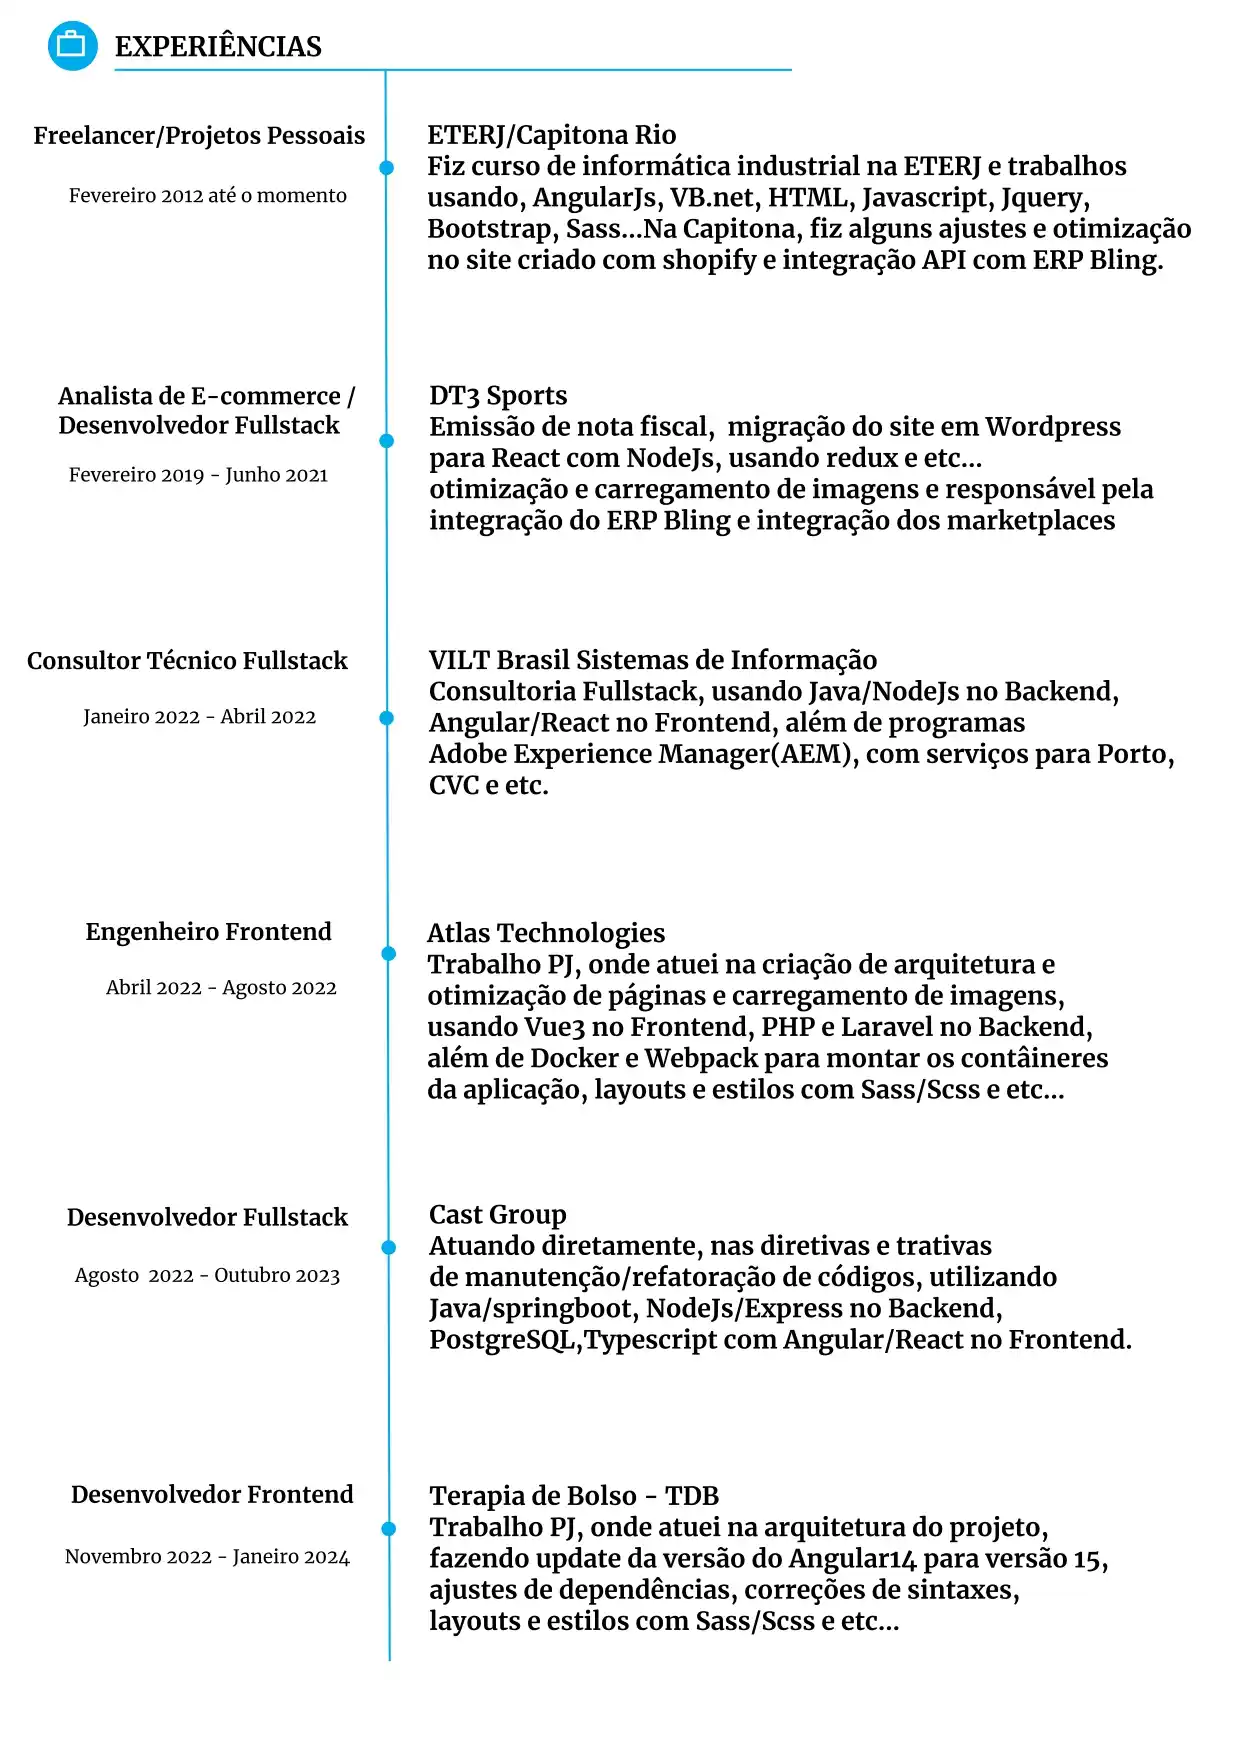 EXPERIÊNCIAS
Freelancer/Projetos Pessoais
Fevereiro 2012 até o momento
ETERJ/Capitona Rio
Fiz curso de informática industrial na ETERJ e trabalhos
usando, AngularJs, VB.net, HTML, Javascript, Jquery,
Bootstrap, Sass...Na Capitona, fiz alguns ajustes e otimização
no site criado com shopify e integração API com ERP Bling.
Analista de E-commerce /
Desenvolvedor Fullstack
Fevereiro 2019 - Junho 2021
DT3 Sports
Emissão de nota fiscal,  migração do site em Wordpress
para React com NodeJs, usando redux e etc...
otimização e carregamento de imagens e responsável pela
integração do ERP Bling e integração dos marketplaces
Consultor Técnico Fullstack
Janeiro 2022 - Abril 2022
VILT Brasil Sistemas de Informação
Consultoria Fullstack, usando Java/NodeJs no Backend,
Angular/React no Frontend, além de programas
Adobe Experience Manager(AEM), com serviços para Porto,
CVC e etc.
Engenheiro Frontend
Abril 2022 - Agosto 2022
Atlas Technologies
Trabalho PJ, onde atuei na criação de arquitetura e
otimização de páginas e carregamento de imagens,
usando Vue3 no Frontend, PHP e Laravel no Backend,
além de Docker e Webpack para montar os contâineres
da aplicação, layouts e estilos com Sass/Scss e etc...
Desenvolvedor Fullstack
Agosto  2022 - Outubro 2023
Cast Group
Atuando diretamente, nas diretivas e trativas
de manutenção/refatoração de códigos, utilizando
Java/springboot, NodeJs/Express no Backend,
PostgreSQL,Typescript com Angular/React no Frontend.
Desenvolvedor Frontend
Novembro 2022 - Janeiro 2024
Terapia de Bolso - TDB
Trabalho PJ, onde atuei na arquitetura do projeto,
fazendo update da versão do Angular14 para versão 15,
ajustes de dependências, correções de sintaxes,
layouts e estilos com Sass/Scss e etc...